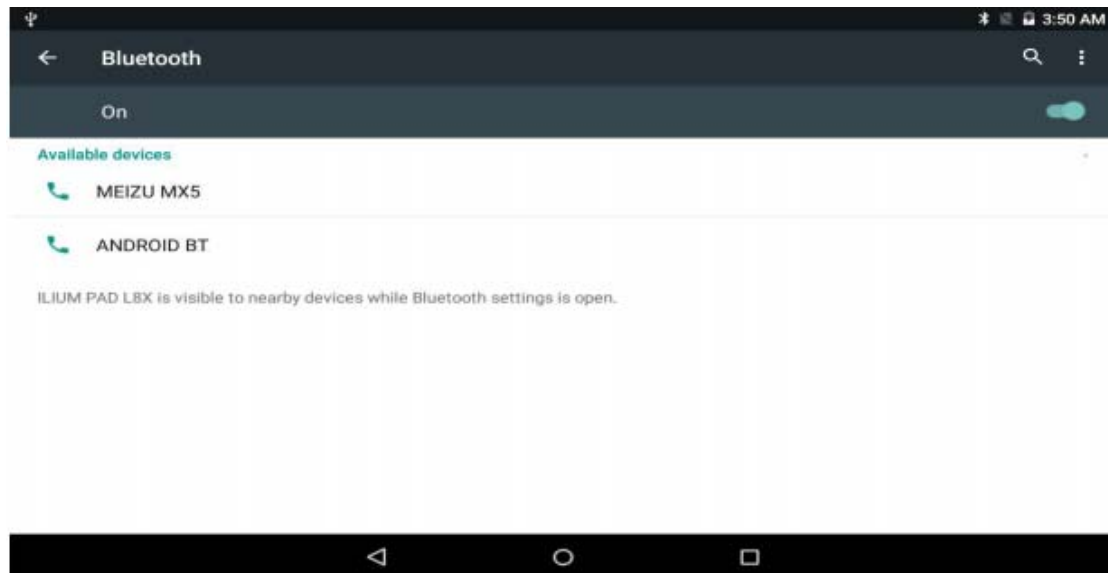 3:50 AM
Bluetooth
On
Available devices
MEIZU MX5
ANDROID BT
ILIUM PAD L8X is visible to nearby devices while Bluetooth settings is open.